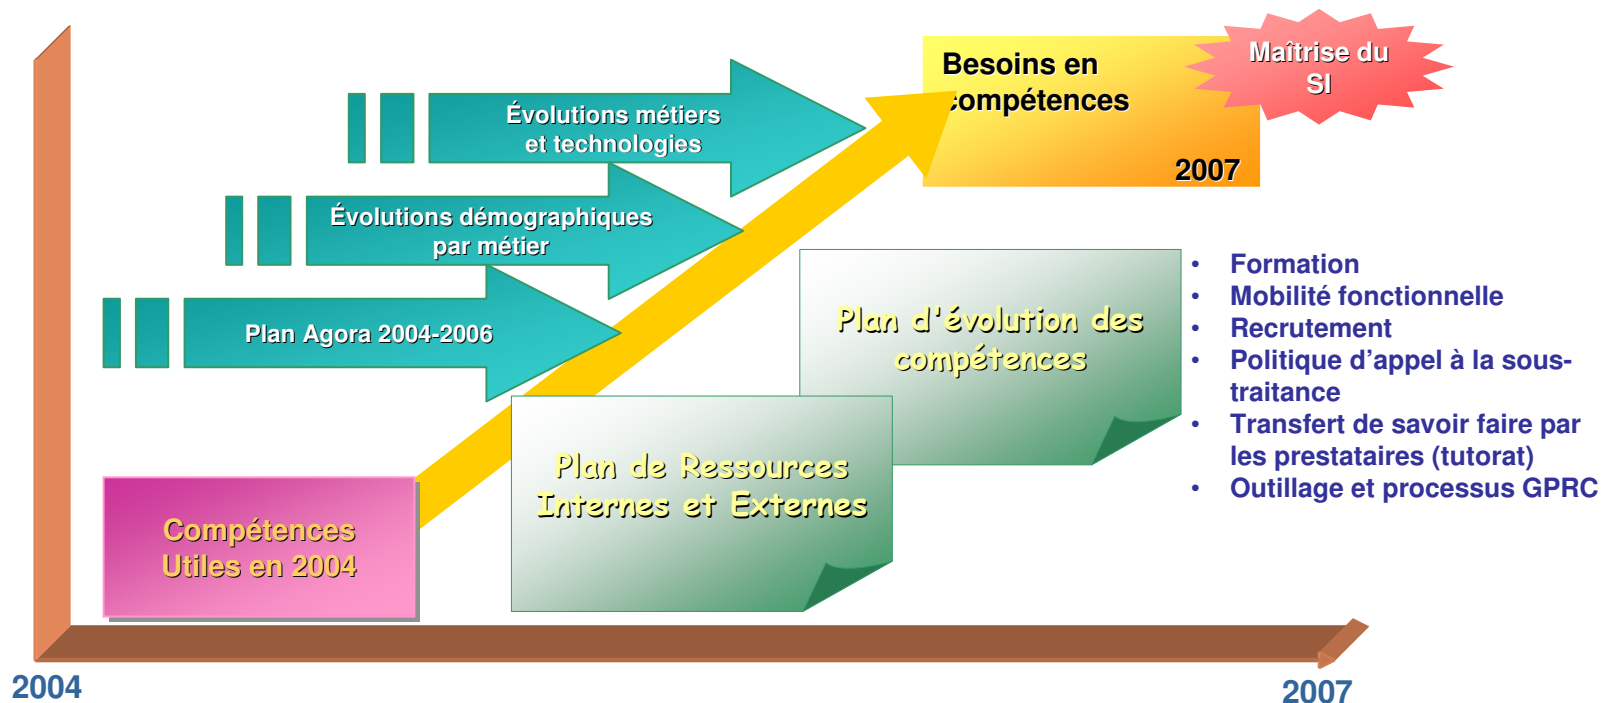 Maîtrise du
SI
Besoins en
compétences
2007
Évolutions métiers
et technologies
Évolutions démographiques
par métier
Plan Agora 2004-2006
Plan d'évolution des
compétences
Plan de Ressources
Internes et Externes
Compétences
Utiles en 2004
• Formation
• Mobilité fonctionnelle
• Recrutement
• Politique d’appel à la sous-
traitance
• Transfert de savoir faire par
les prestataires (tutorat)
• Outillage et processus GPRC
2004
2007